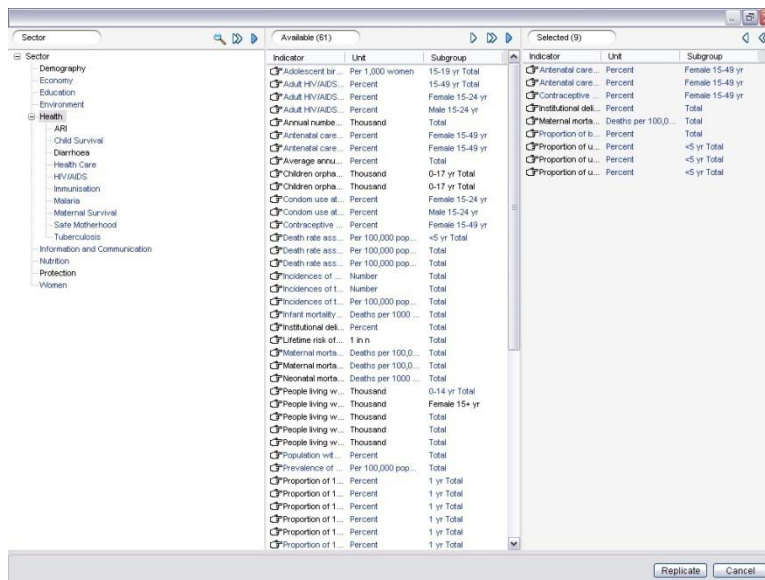 Sector
Sector
Demography
Economy
Education
Environment
Health
ARI
Child Survival
Diarrhoea
Health Care
HIV/AIDS
Immunisation
Malaria
Maternal Survival
Safe Motherhood
Tuberculosis
Information and Communication
Nutrition
Protection
Women
Available (61)
Indicator Unit Subgroup
Adolescent bir... Per 1,000 women 15-19 yr Total
Adult HIV/AIDS... Percent 15-49 yr Total
Adult HIV/AIDS... Percent Female 15-24 yr
Adult HIV/AIDS... Percent Male 15-24 yr
Annual numbe... Thousand Total
Antenatal care... Percent Female 15-49 yr
Antenatal care... Percent Female 15-49 yr
Average annu... Percent Total
Children orpha... Thousand 0-17 yr Total
Children orpha... Thousand 0-17 yr Total
Condom use at... Percent Female 15-24 yr
Condom use at... Percent Male 15-24 yr
Contraceptive ... Percent Female 15-49 yr
Death rate ass... Per 100,000 pop... <5 yr Total
Death rate ass... Per 100,000 pop... Total
Death rate ass... Per 100,000 pop... Total
Incidences of ... Number Total
Incidences of t... Number Total
Incidences of t... Per 100,000 pop... Total
Infant mortality... Deaths per 1000 ... Total
Institutional deli... Percent Total
Lifetime risk of... 1 in n Total
Maternal morta... Deaths per 100,0... Total
Maternal morta... Deaths per 100,0... Total
Neonatal morta... Deaths per 1000 ... Total
People living w... Thousand 0-14 yr Total
People living w... Thousand Female 15+ yr
People living w... Thousand Total
People living w... Thousand Total
People living w... Thousand Total
Population wit... Percent Total
Prevalence of ... Per 100,000 pop... Total
Proportion of 1... Percent 1 yr Total
Proportion of 1... Percent 1 yr Total
Proportion of 1... Percent 1 yr Total
Proportion of 1... Percent 1 yr Total
Proportion of 1... Percent 1 yr Total
Proportion of 1... Percent 1 yr Total
Selected (9)
Indicator Unit Subgroup
Antenatal care... Percent Female 15-49 yr
Antenatal care... Percent Female 15-49 yr
Contraceptive ... Percent Female 15-49 yr
Institutional deli... Percent Total
Maternal morta... Deaths per 100,0... Total
Proportion of b... Percent Total
Proportion of u... Percent <5 yr Total
Proportion of u... Percent <5 yr Total
Proportion of u... Percent <5 yr Total
Replicate Cancel